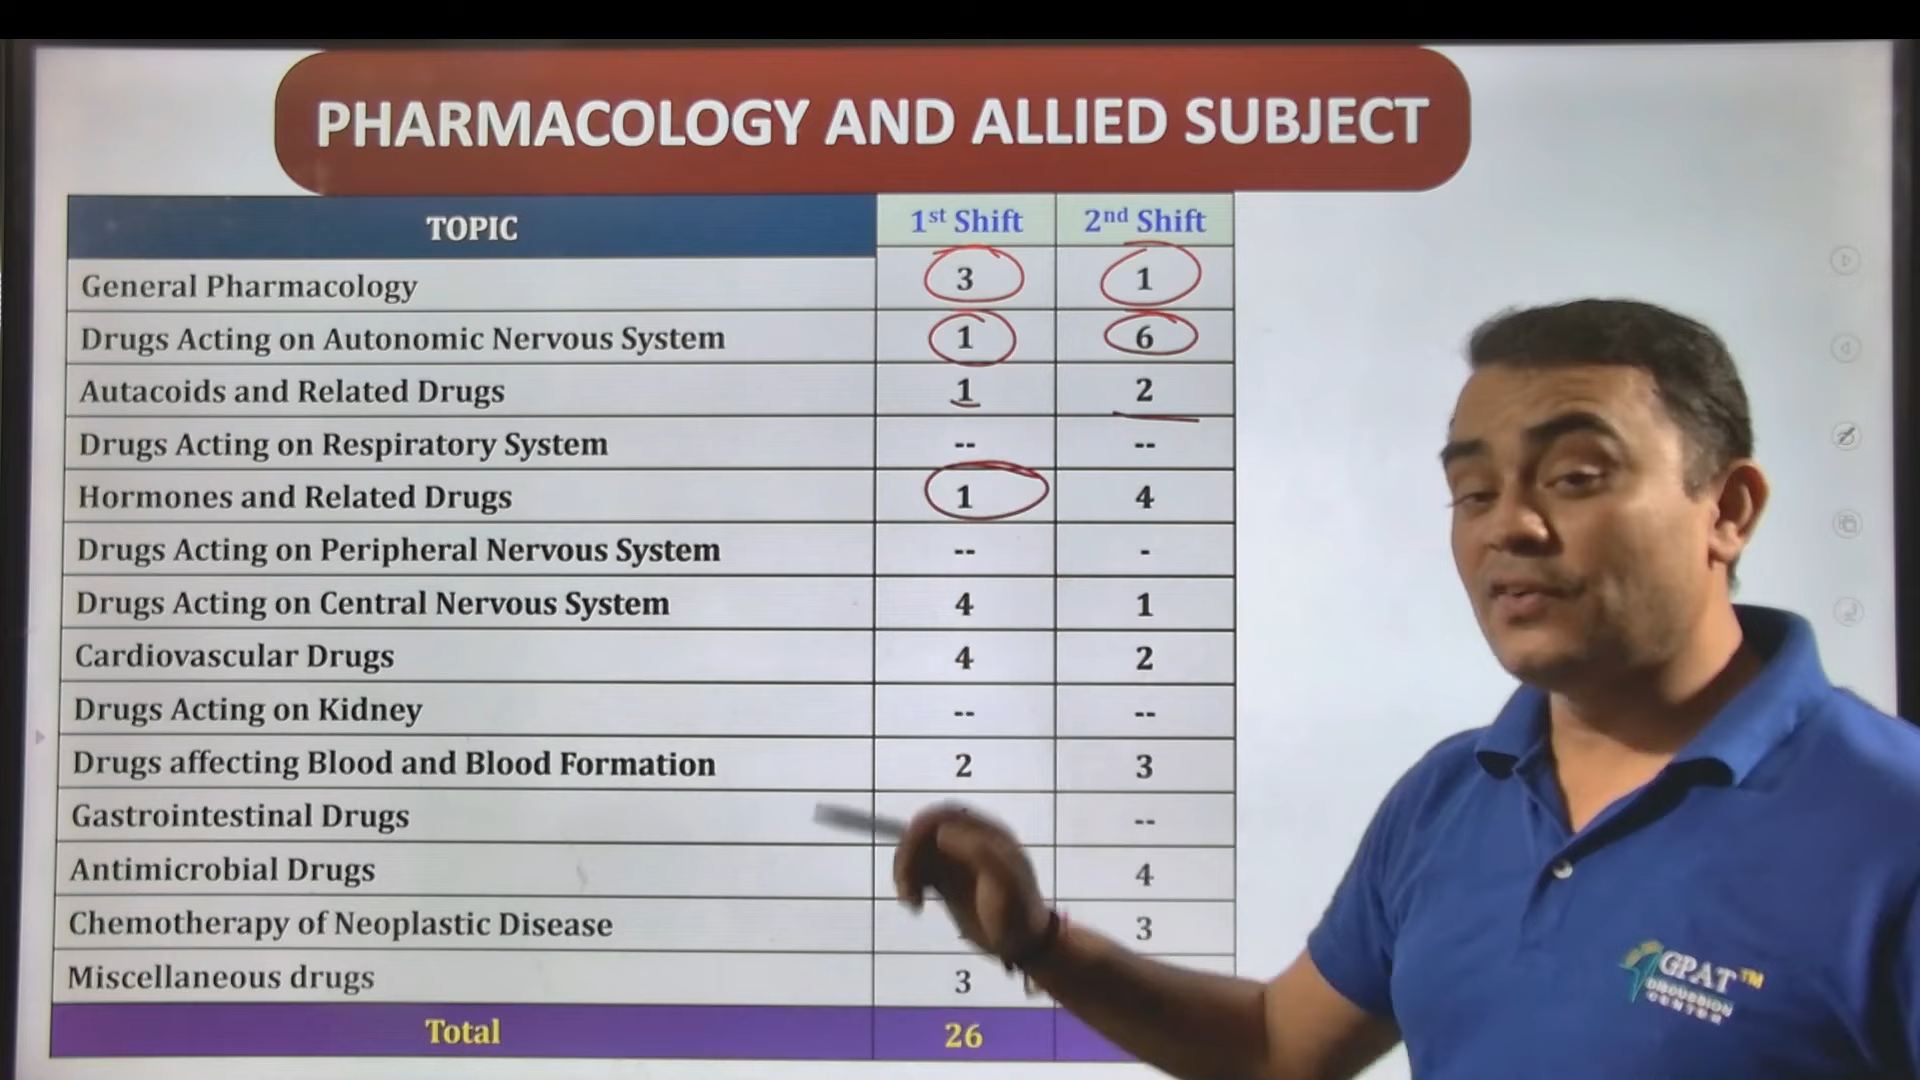 PHARMACOLOGY AND ALLIED SUBJECT
TOPIC 1st Shift 2nd Shift
General Pharmacology 3 1
Drugs Acting on Autonomic Nervous System 1 6
Autacoids and Related Drugs 1 2
Drugs Acting on Respiratory System -- --
Hormones and Related Drugs 1 4
Drugs Acting on Peripheral Nervous System -- -
Drugs Acting on Central Nervous System 4 1
Cardiovascular Drugs 4 2
Drugs Acting on Kidney -- --
Drugs affecting Blood and Blood Formation 2 3
Gastrointestinal Drugs --
Antimicrobial Drugs 4
Chemotherapy of Neoplastic Disease 3
Miscellaneous drugs 3
Total 26
GPAT TM
DISCUSSION
CENTER